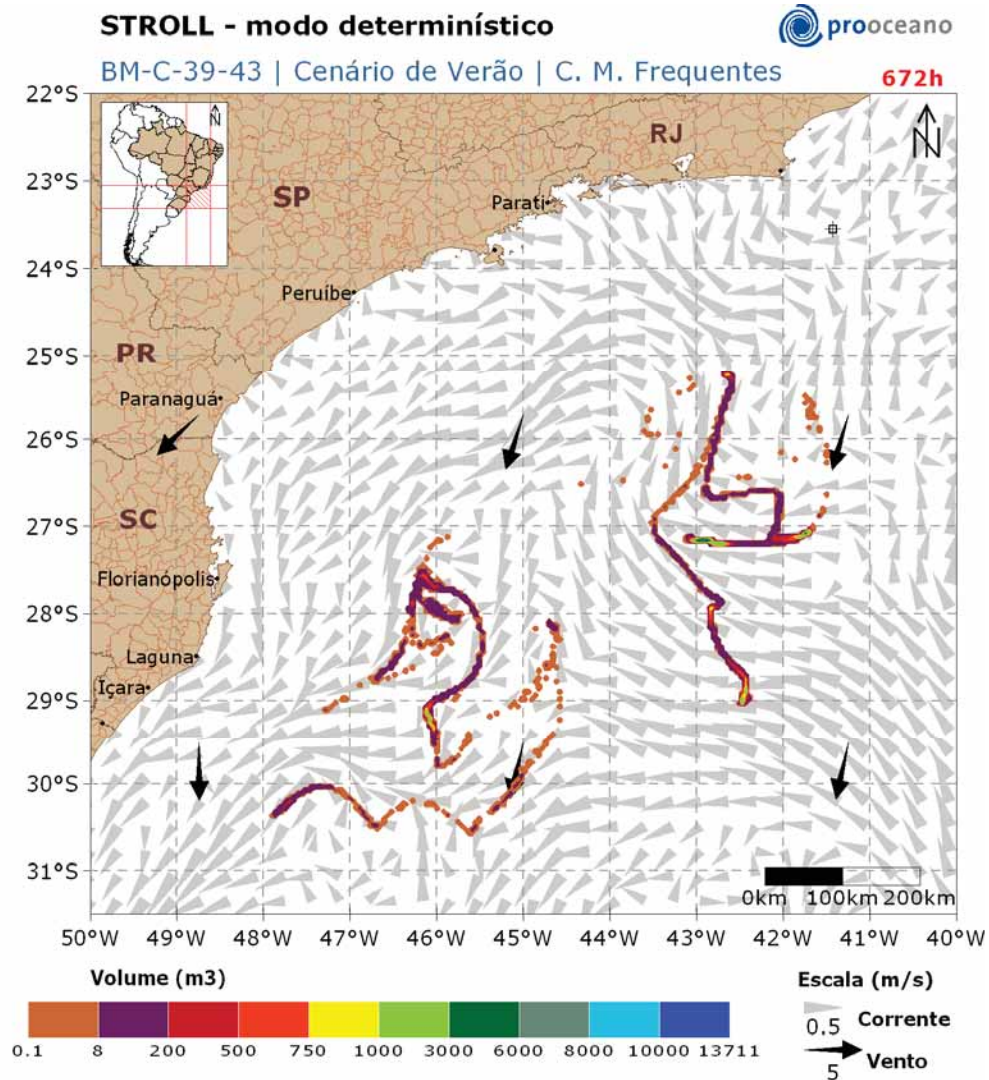 STROLL - modo determinístico
prooceano
BM-C-39-43 | Cenário de Verão | C. M. Frequentes
672h
22°S
N
N
RJ
23°S
SP
Parati
24°S
Peruíbe
PR
25°S
Paranaguá
26°S
SC
27°S
Florianópolis
28°S
Laguna
Içara
29°S
30°S
31°S
0km 100km 200km
50°W 49°W 48°W 47°W 46°W 45°W 44°W 43°W 42°W 41°W 40°W
Volume (m3)
Escala (m/s)
0.5 Corrente
0.1 8 200 500 750 1000 3000 6000 8000 10000 13711
5 Vento